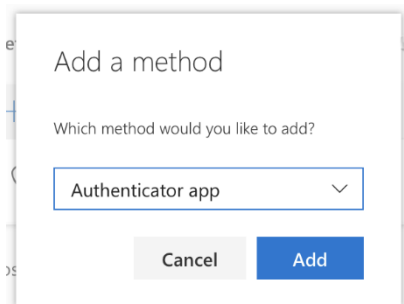 Add a method
Which method would you like to add?
Authenticator app
Cancel
Add